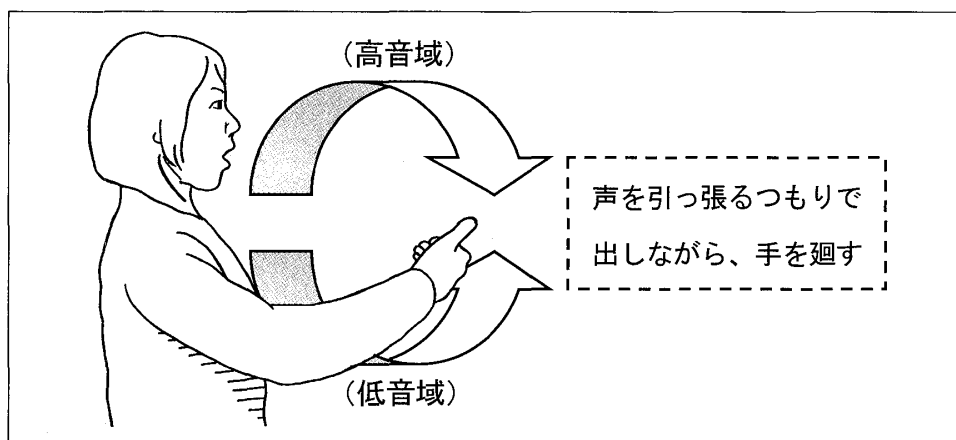 （高音域）
声を引っ張るつもりで
出しながら、手を廻す
（低音域）